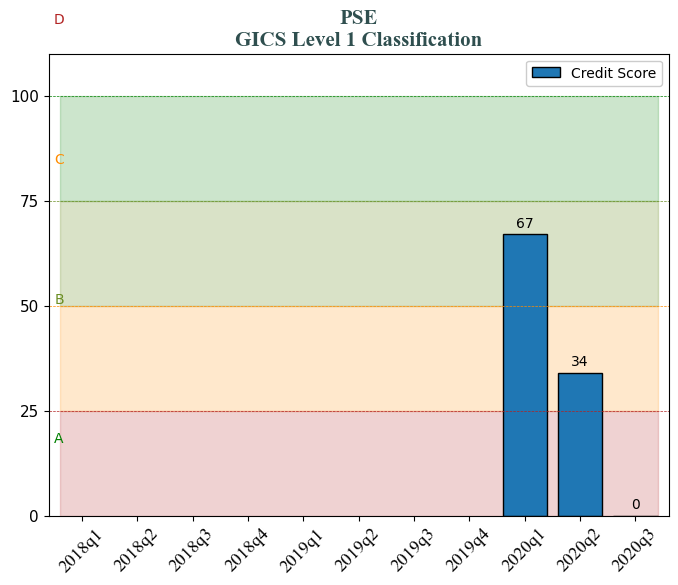 D
PSE
GICS Level 1 Classification
Credit Score
100
C
75
67
B
50
34
25
A
0
0
2018q1
2018q2
2018q3
2018q4
2019q1
2019q2
2019q3
2019q4
2020q1
2020q2
2020q3